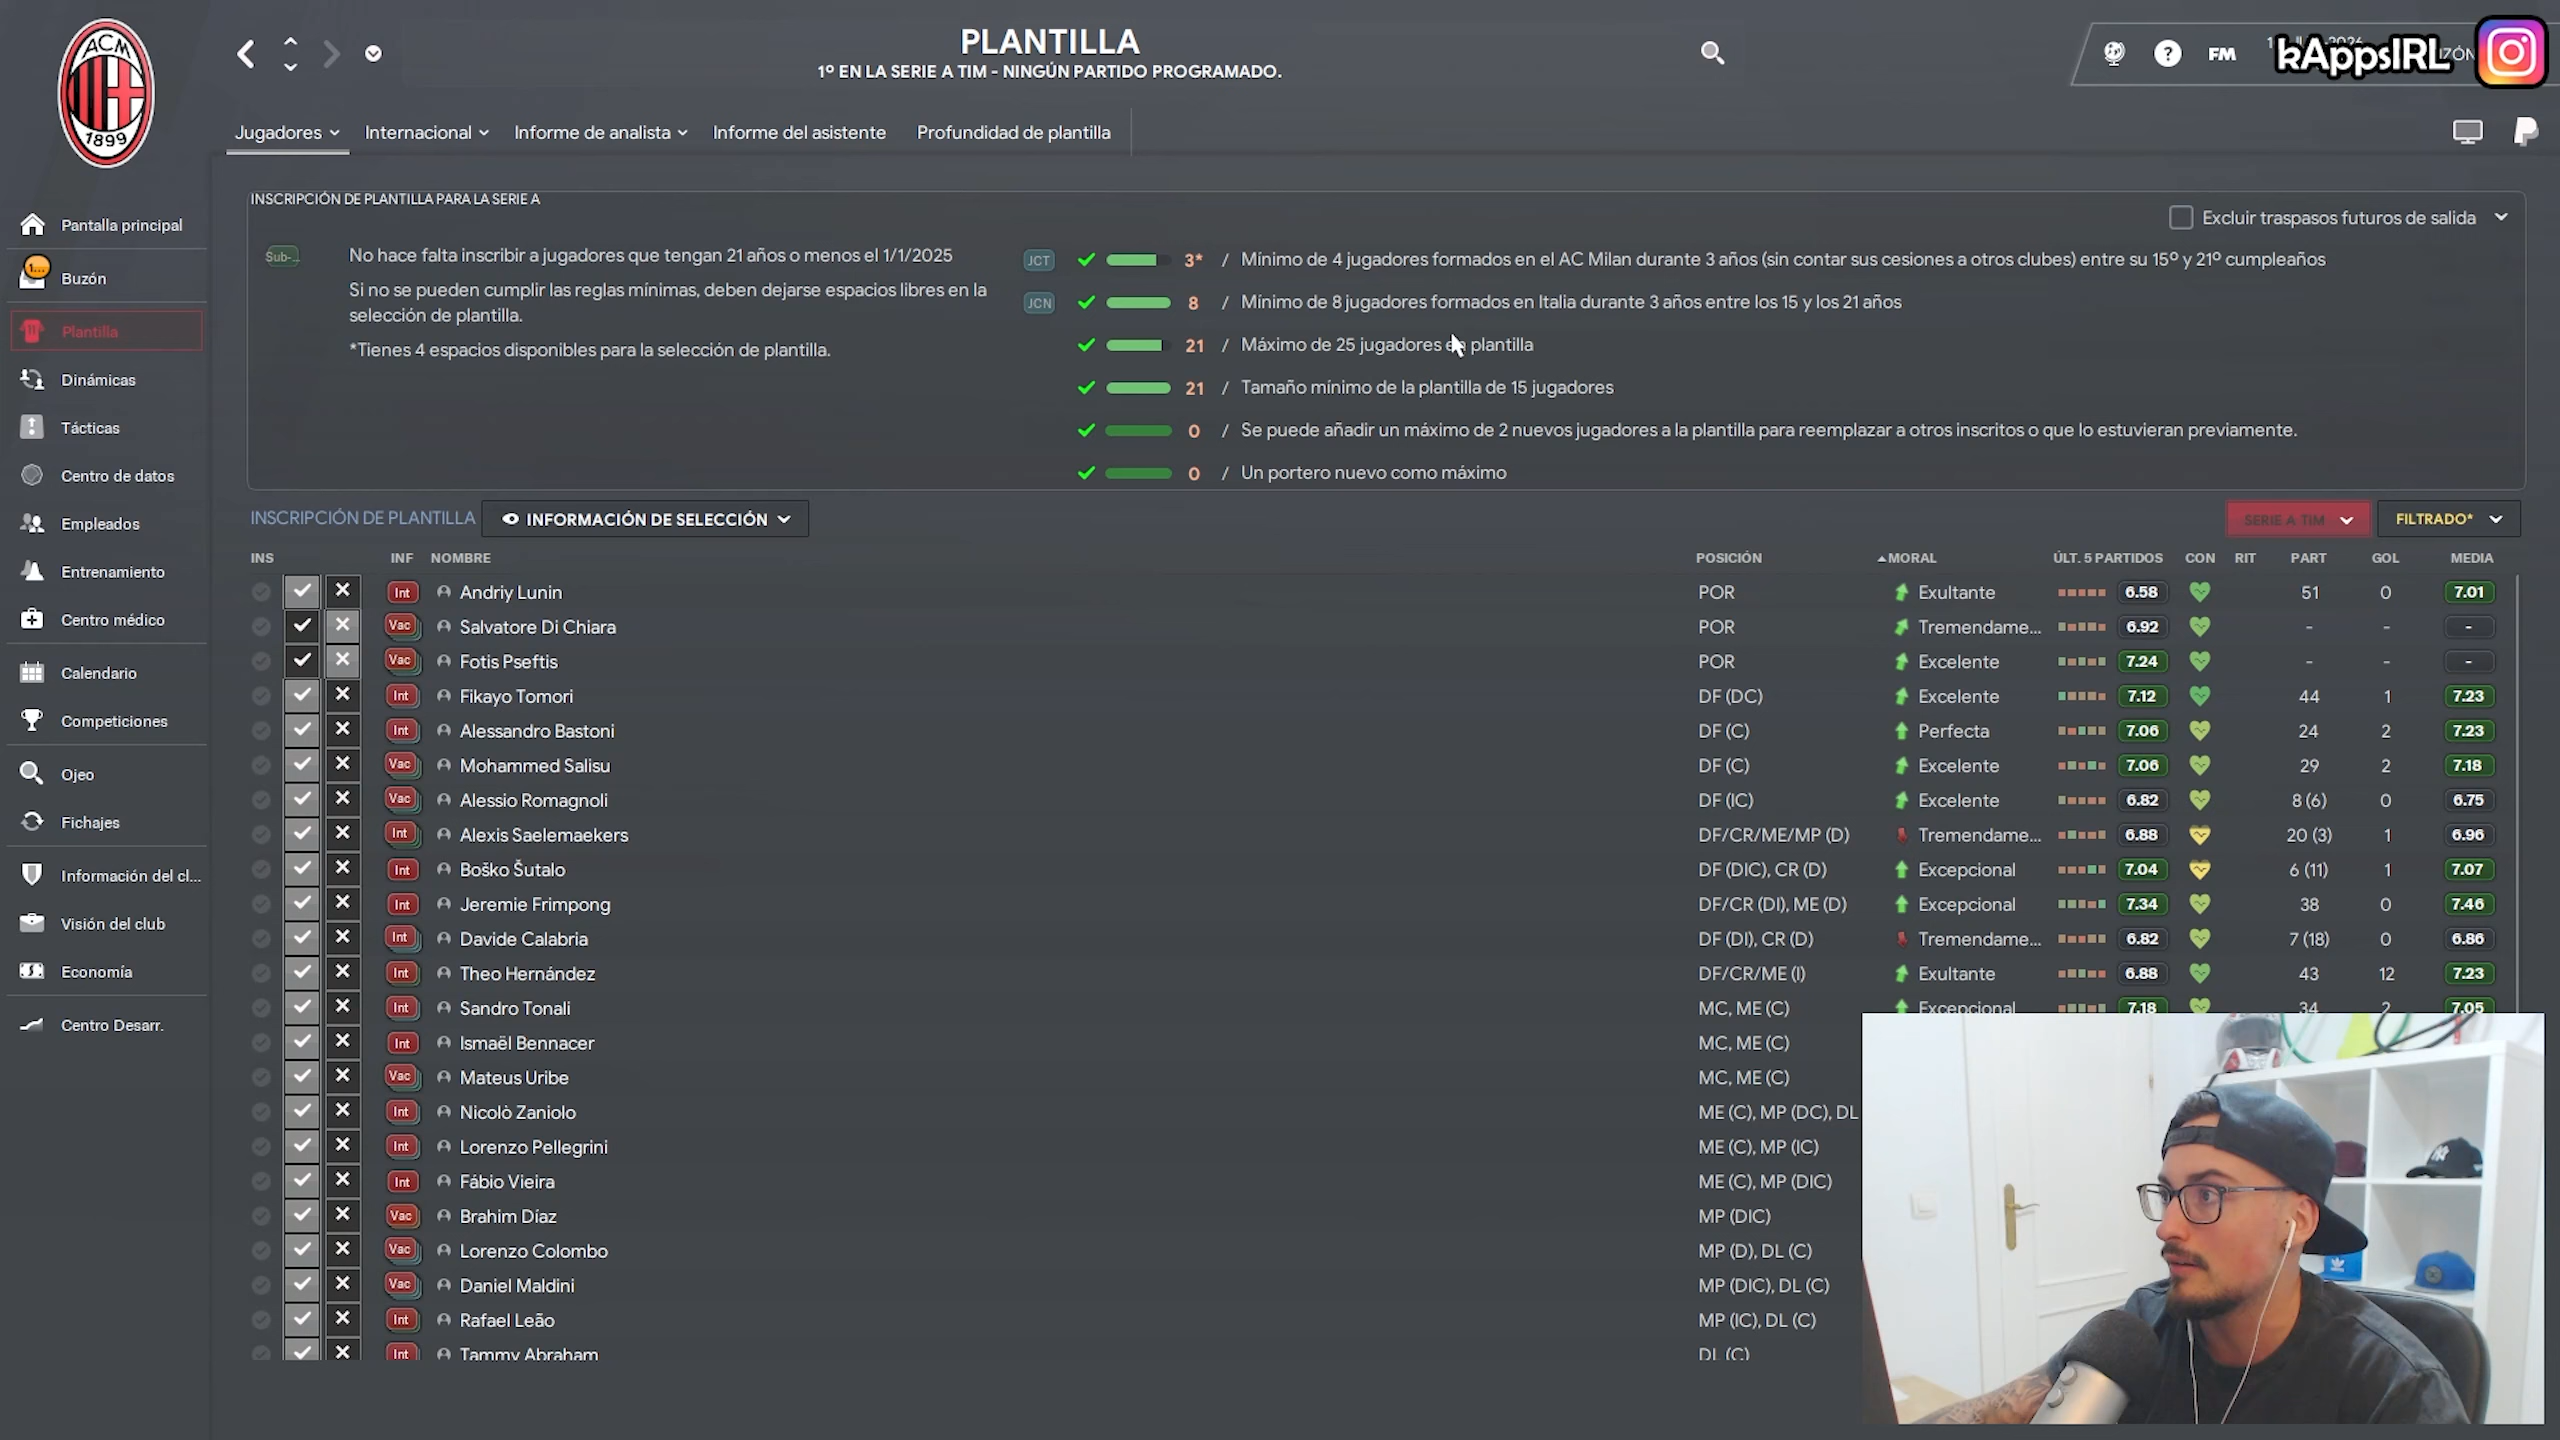 ACM
1899
PLANTILLA
1º EN LA SERIE A TIM - NINGÚN PARTIDO PROGRAMADO.
FM
kAppsIRL
Jugadores
Internacional
Informe de analista
Informe del asistente
Profundidad de plantilla
Pantalla principal
1...
Buzón
Plantilla
Dinámicas
Tácticas
Centro de datos
Empleados
Entrenamiento
Centro médico
Calendario
Competiciones
Ojeo
Fichajes
Información del cl...
Visión del club
Economía
Centro Desarr.
INSCRIPCIÓN DE PLANTILLA PARA LA SERIE A
Excluir traspasos futuros de salida
Sub-...
No hace falta inscribir a jugadores que tengan 21 años o menos el 1/1/2025
Si no se pueden cumplir las reglas mínimas, deben dejarse espacios libres en la
selección de plantilla.
*Tienes 4 espacios disponibles para la selección de plantilla.
JCT 3* / Mínimo de 4 jugadores formados en el AC Milan durante 3 años (sin contar sus cesiones a otros clubes) entre su 15º y 21º cumpleaños
JCN 8 / Mínimo de 8 jugadores formados en Italia durante 3 años entre los 15 y los 21 años
21 / Máximo de 25 jugadores en plantilla
21 / Tamaño mínimo de la plantilla de 15 jugadores
0 / Se puede añadir un máximo de 2 nuevos jugadores a la plantilla para reemplazar a otros inscritos o que lo estuvieran previamente.
0 / Un portero nuevo como máximo
INSCRIPCIÓN DE PLANTILLA
INFORMACIÓN DE SELECCIÓN
SERIE A TIM
FILTRADO*
INS INF NOMBRE POSICIÓN MORAL ÚLT. 5 PARTIDOS CON RIT PART GOL MEDIA
Int Andriy Lunin POR Exultante 6.58 51 0 7.01
Vac Salvatore Di Chiara POR Tremendame... 6.92 - - -
Vac Fotis Pseftis POR Excelente 7.24 - - -
Int Fikayo Tomori DF (DC) Excelente 7.12 44 1 7.23
Int Alessandro Bastoni DF (C) Perfecta 7.06 24 2 7.23
Vac Mohammed Salisu DF (C) Excelente 7.06 29 2 7.18
Vac Alessio Romagnoli DF (IC) Excelente 6.82 8 (6) 0 6.75
Int Alexis Saelemaekers DF/CR/ME/MP (D) Tremendame... 6.88 20 (3) 1 6.96
Int Boško Šutalo DF (DIC), CR (D) Excepcional 7.04 6 (11) 1 7.07
Int Jeremie Frimpong DF/CR (DI), ME (D) Excepcional 7.34 38 0 7.46
Int Davide Calabria DF (DI), CR (D) Tremendame... 6.82 7 (18) 0 6.86
Int Theo Hernández DF/CR/ME (I) Exultante 6.88 43 12 7.23
Int Sandro Tonali MC, ME (C) Excepcional 7.18 34 2 7.05
Int Ismaël Bennacer MC, ME (C)
Vac Mateus Uribe MC, ME (C)
Int Nicolò Zaniolo ME (C), MP (DC), DL
Int Lorenzo Pellegrini ME (C), MP (IC)
Int Fábio Vieira ME (C), MP (DIC)
Vac Brahim Díaz MP (DIC)
Vac Lorenzo Colombo MP (D), DL (C)
Vac Daniel Maldini MP (DIC), DL (C)
Int Rafael Leão MP (IC), DL (C)
Int Tammy Abraham DL (C)